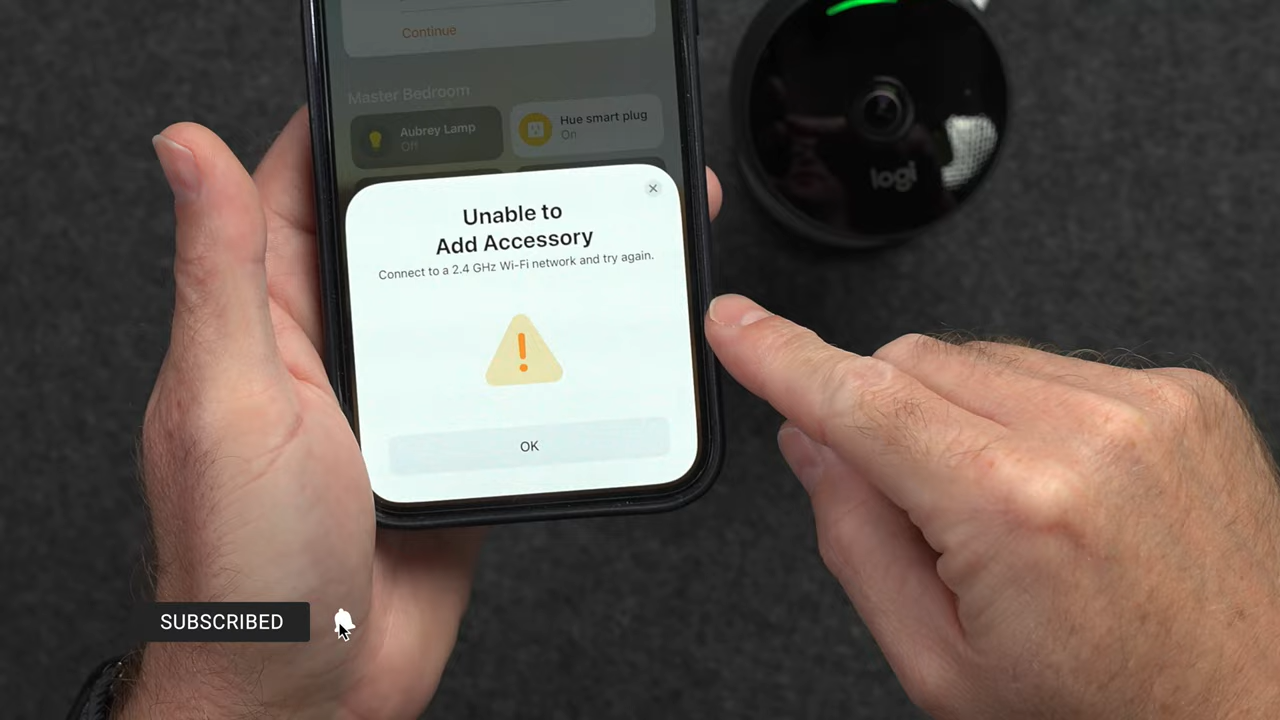 Continue
Master Bedroom
Aubrey Lamp
Off
Hue smart plug
On
logi
Unable to
Add Accessory
Connect to a 2.4 GHz Wi-Fi network and try again.
OK
SUBSCRIBED